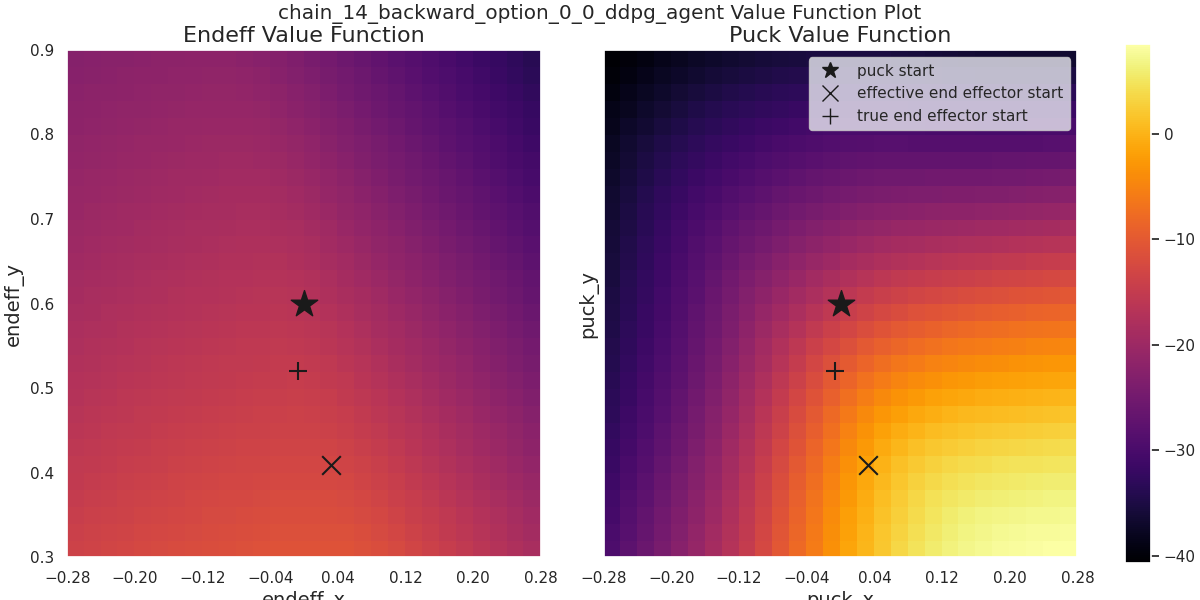 chain_14_backward_option_0_0_ddpg_agent Value Function Plot
Endeff Value Function
Puck Value Function
puck start
effective end effector start
true end effector start
0.9
0.8
0.7
0.6
0.5
0.4
0.3
endeff_y
−0.28 −0.20 −0.12 −0.04 0.04 0.12 0.20 0.28
endeff_x
puck_y
−0.28 −0.20 −0.12 −0.04 0.04 0.12 0.20 0.28
puck_x
0
−10
−20
−30
−40